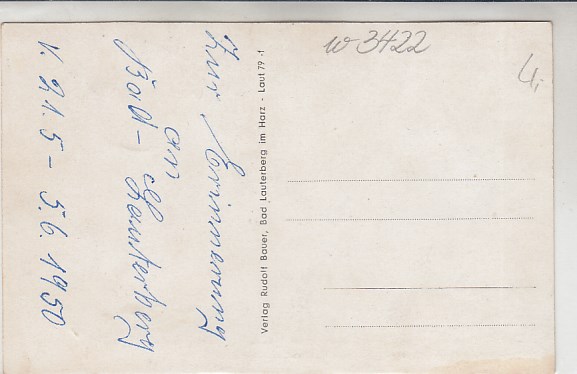 Zur Erinnerung
an
Bad-Lauterberg
v. 21.5 - 5.6.1950
Verlag Rudolf Bauer, Bad Lauterberg im Harz - Laut 79 -f
w 3422
4,-